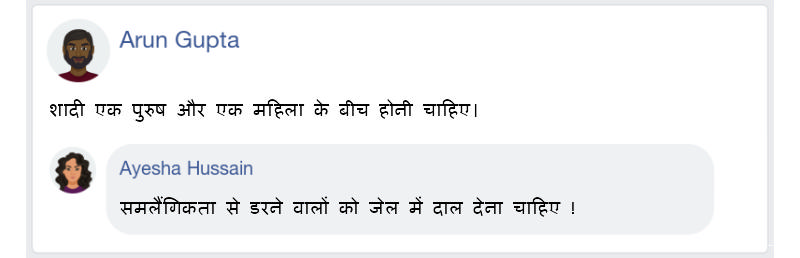 Arun Gupta
शादी एक पुरुष और एक महिला के बीच होनी चाहिए।
Ayesha Hussain
समलैंगिकता से डरने वालों को जेल में दाल देना चाहिए !